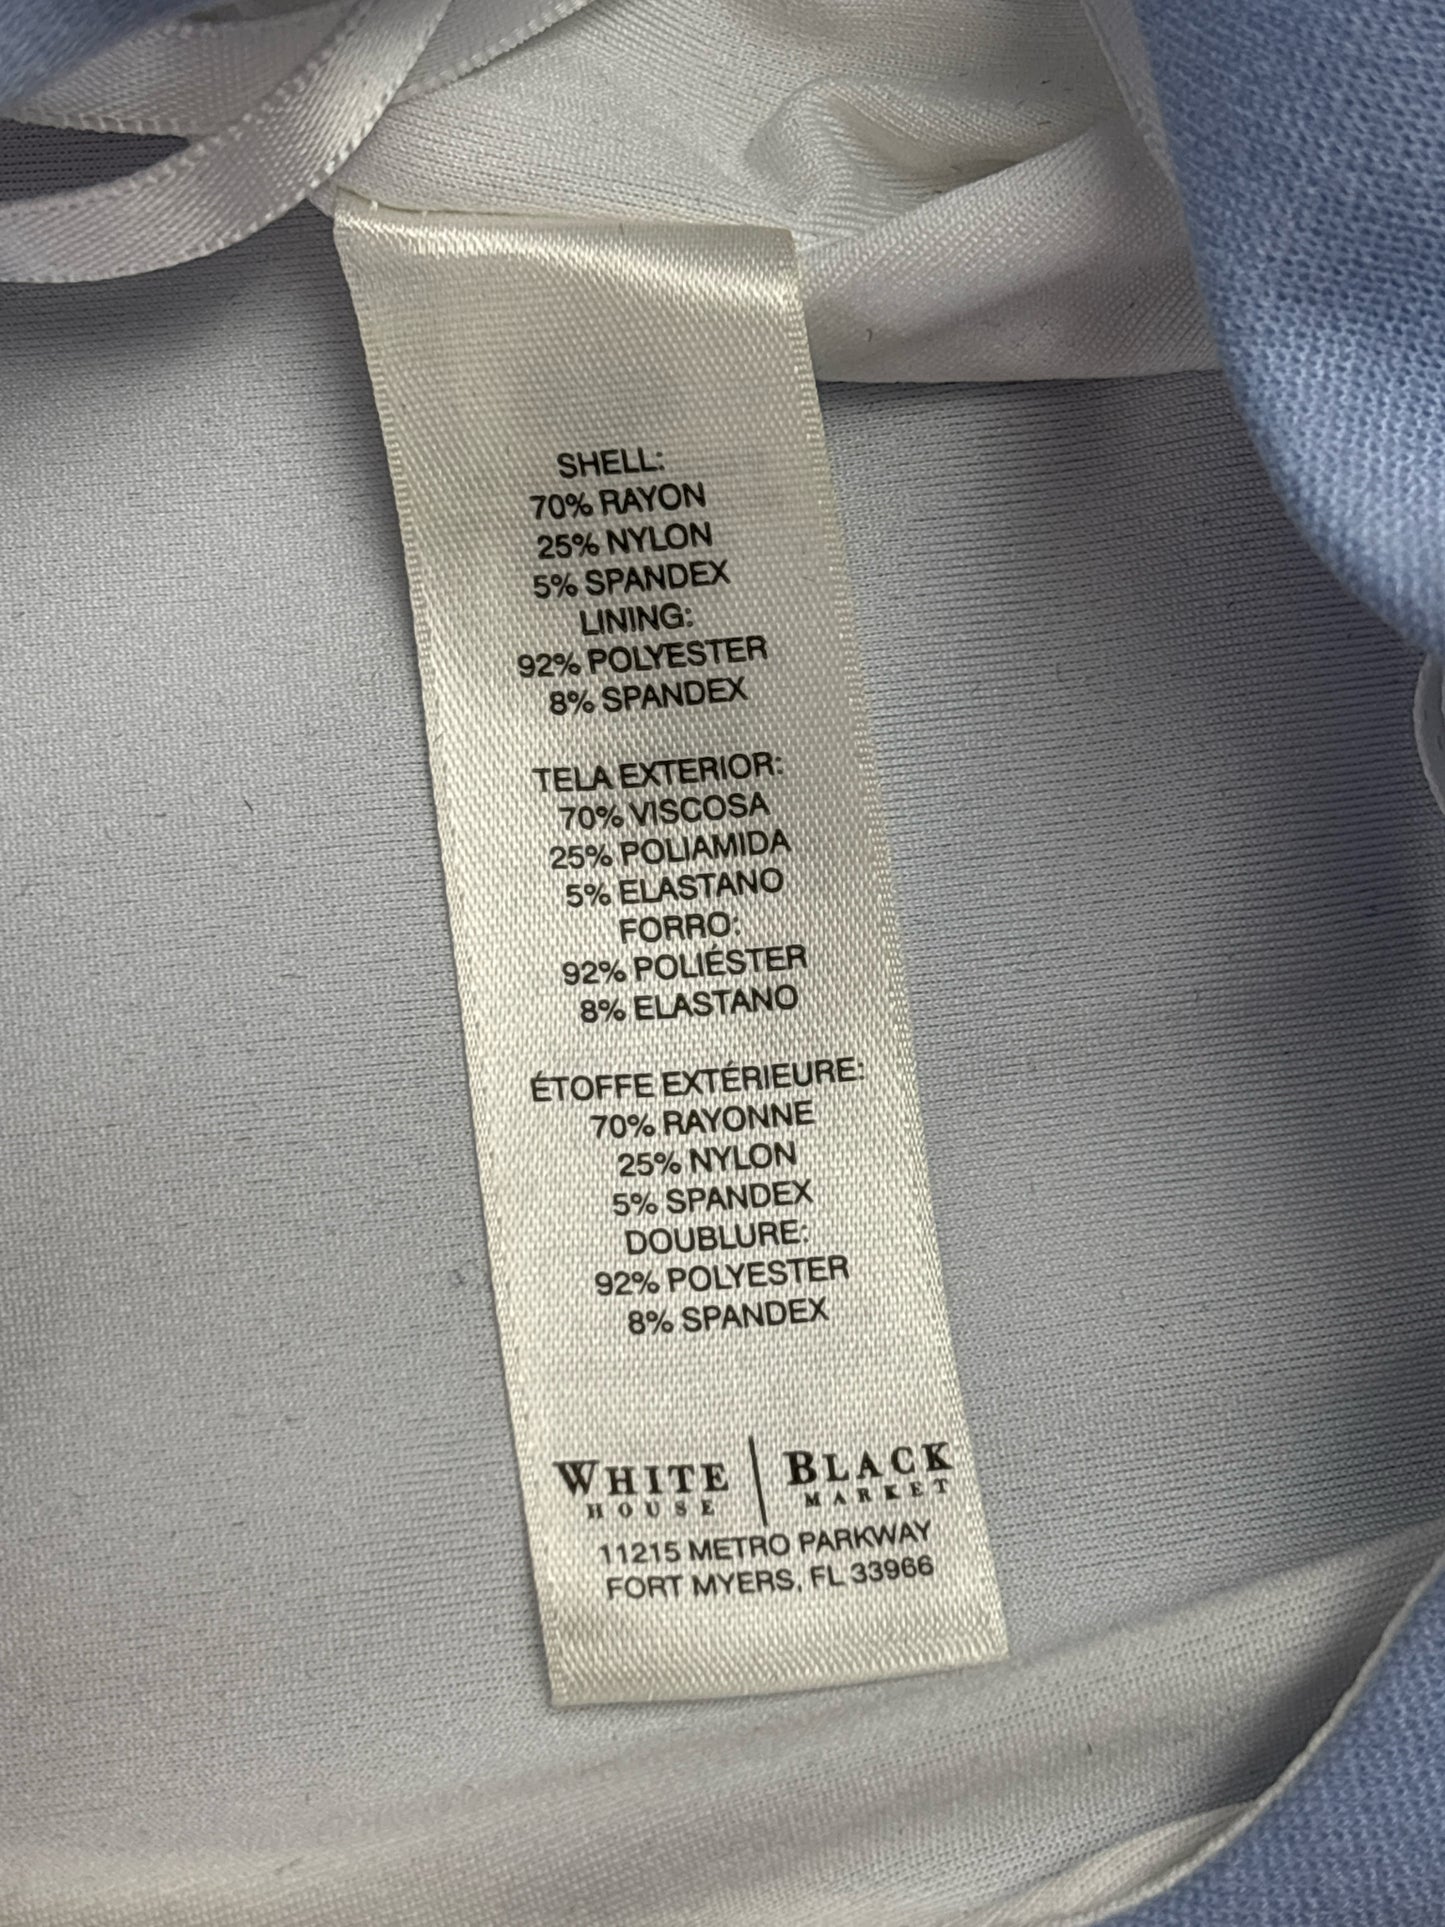 SHELL:
70% RAYON
25% NYLON
5% SPANDEX
LINING:
92% POLYESTER
8% SPANDEX
TELA EXTERIOR:
70% VISCOSA
25% POLIAMIDA
5% ELASTANO
FORRO:
92% POLIÉSTER
8% ELASTANO
ÉTOFFE EXTÉRIEURE:
70% RAYONNE
25% NYLON
5% SPANDEX
DOUBLURE:
92% POLYESTER
8% SPANDEX
WHITE | BLACK
HOUSE MARKET
11215 METRO PARKWAY
FORT MYERS, FL 33966